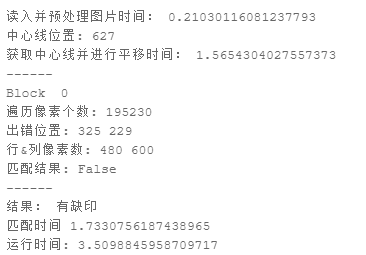 读入并预处理图片时间： 0.21030116081237793
中心线位置： 627
获取中心线并进行平移时间： 1.5654304027557373
------
Block  0
遍历像素个数： 195230
出错位置： 325 229
行&列像素数： 480 600
匹配结果： False
------
结果： 有缺印
匹配时间 1.7330756187438965
运行时间： 3.5098845958709717